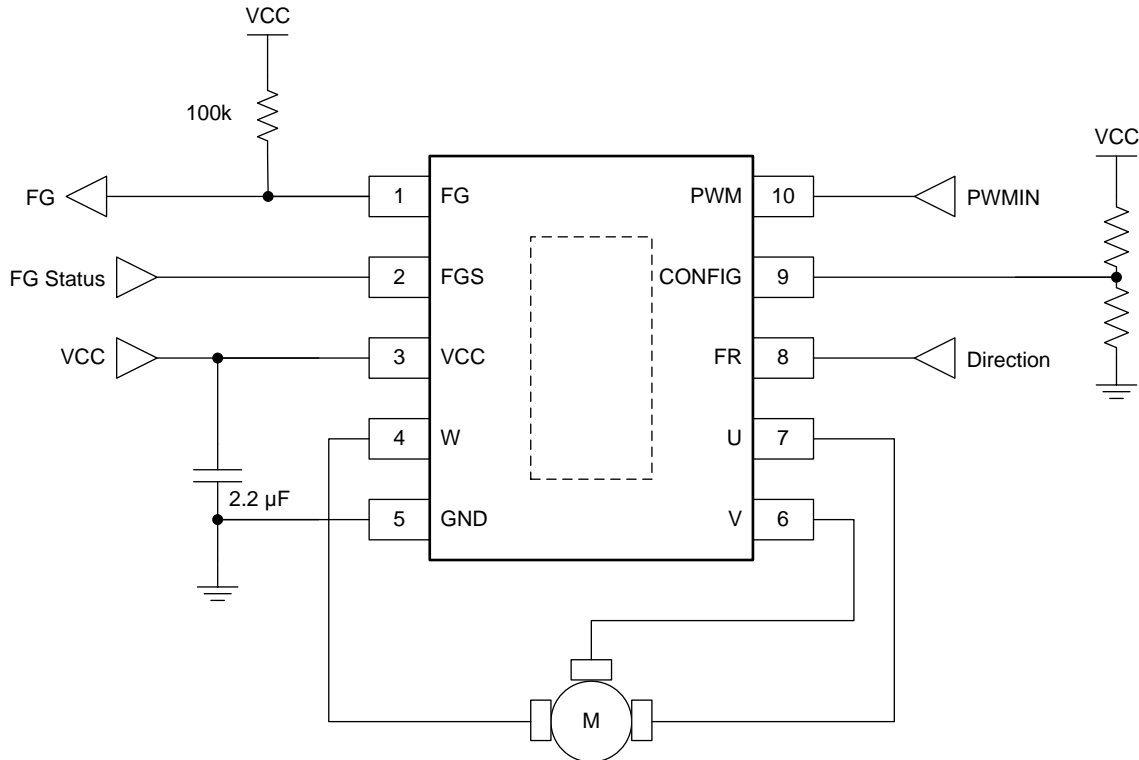 VCC
100k
VCC
FG
1
FG
PWM
10
PWMIN
FG Status
2
FGS
CONFIG
9
VCC
3
VCC
FR
8
Direction
4
W
U
7
2.2 µF
5
GND
V
6
M